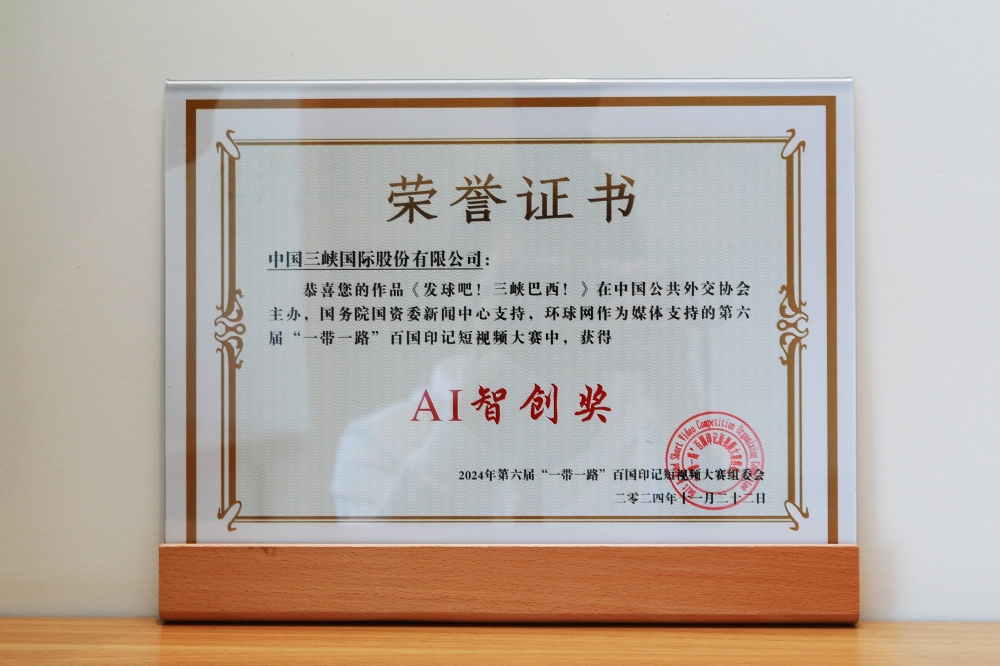 荣誉证书
中国三峡国际股份有限公司：
恭喜您的作品《发球吧！三峡巴西！》在中国公共外交协会
主办，国务院国资委新闻中心支持，环球网作为媒体支持的第六
届“一带一路”百国印记短视频大赛中，获得
AI智创奖
2024年第六届“一带一路”百国印记短视频大赛组委会
二零二四年十一月二十二日
Short Video Competition Organizing